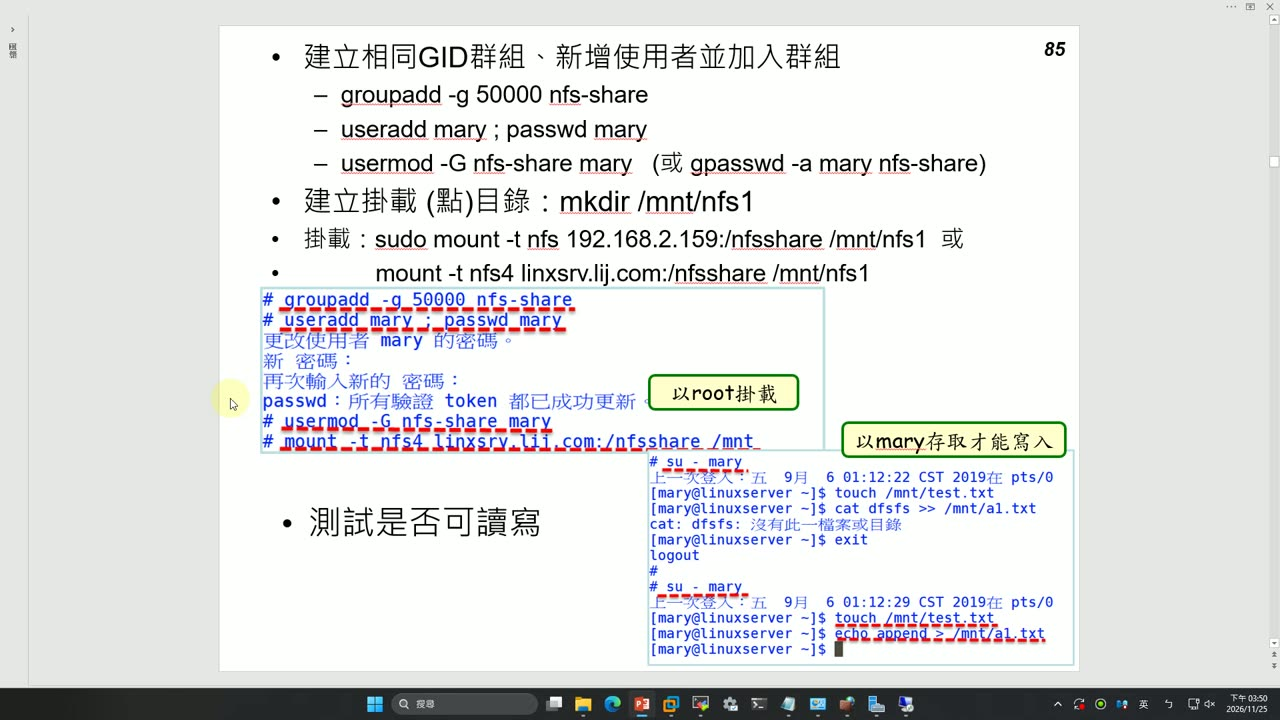 85
• 建立相同GID群組、新增使用者並加入群組
– groupadd -g 50000 nfs-share
– useradd mary ; passwd mary
– usermod -G nfs-share mary (或 gpasswd -a mary nfs-share)
• 建立掛載 (點)目錄：mkdir /mnt/nfs1
• 掛載：sudo mount -t nfs 192.168.2.159:/nfsshare /mnt/nfs1 或
• mount -t nfs4 linxsrv.lij.com:/nfsshare /mnt/nfs1
# groupadd -g 50000 nfs-share
# useradd mary ; passwd mary
更改使用者 mary 的密碼。
新 密碼：
再次輸入新的 密碼：
passwd：所有驗證 token 都已成功更新。
# usermod -G nfs-share mary
# mount -t nfs4 linxsrv.lij.com:/nfsshare /mnt
以root掛載
以mary存取才能寫入
# su - mary
上一次登入：五 9月 6 01:12:22 CST 2019在 pts/0
[mary@linuxserver ~]$ touch /mnt/test.txt
[mary@linuxserver ~]$ cat dfsfs >> /mnt/a1.txt
cat: dfsfs: 沒有此一檔案或目錄
[mary@linuxserver ~]$ exit
logout
#
# su - mary
上一次登入：五 9月 6 01:12:29 CST 2019在 pts/0
[mary@linuxserver ~]$ touch /mnt/test.txt
[mary@linuxserver ~]$ echo append > /mnt/a1.txt
[mary@linuxserver ~]$
• 測試是否可讀寫
搜尋
英
ㄅ
下午 03:50
2026/11/25